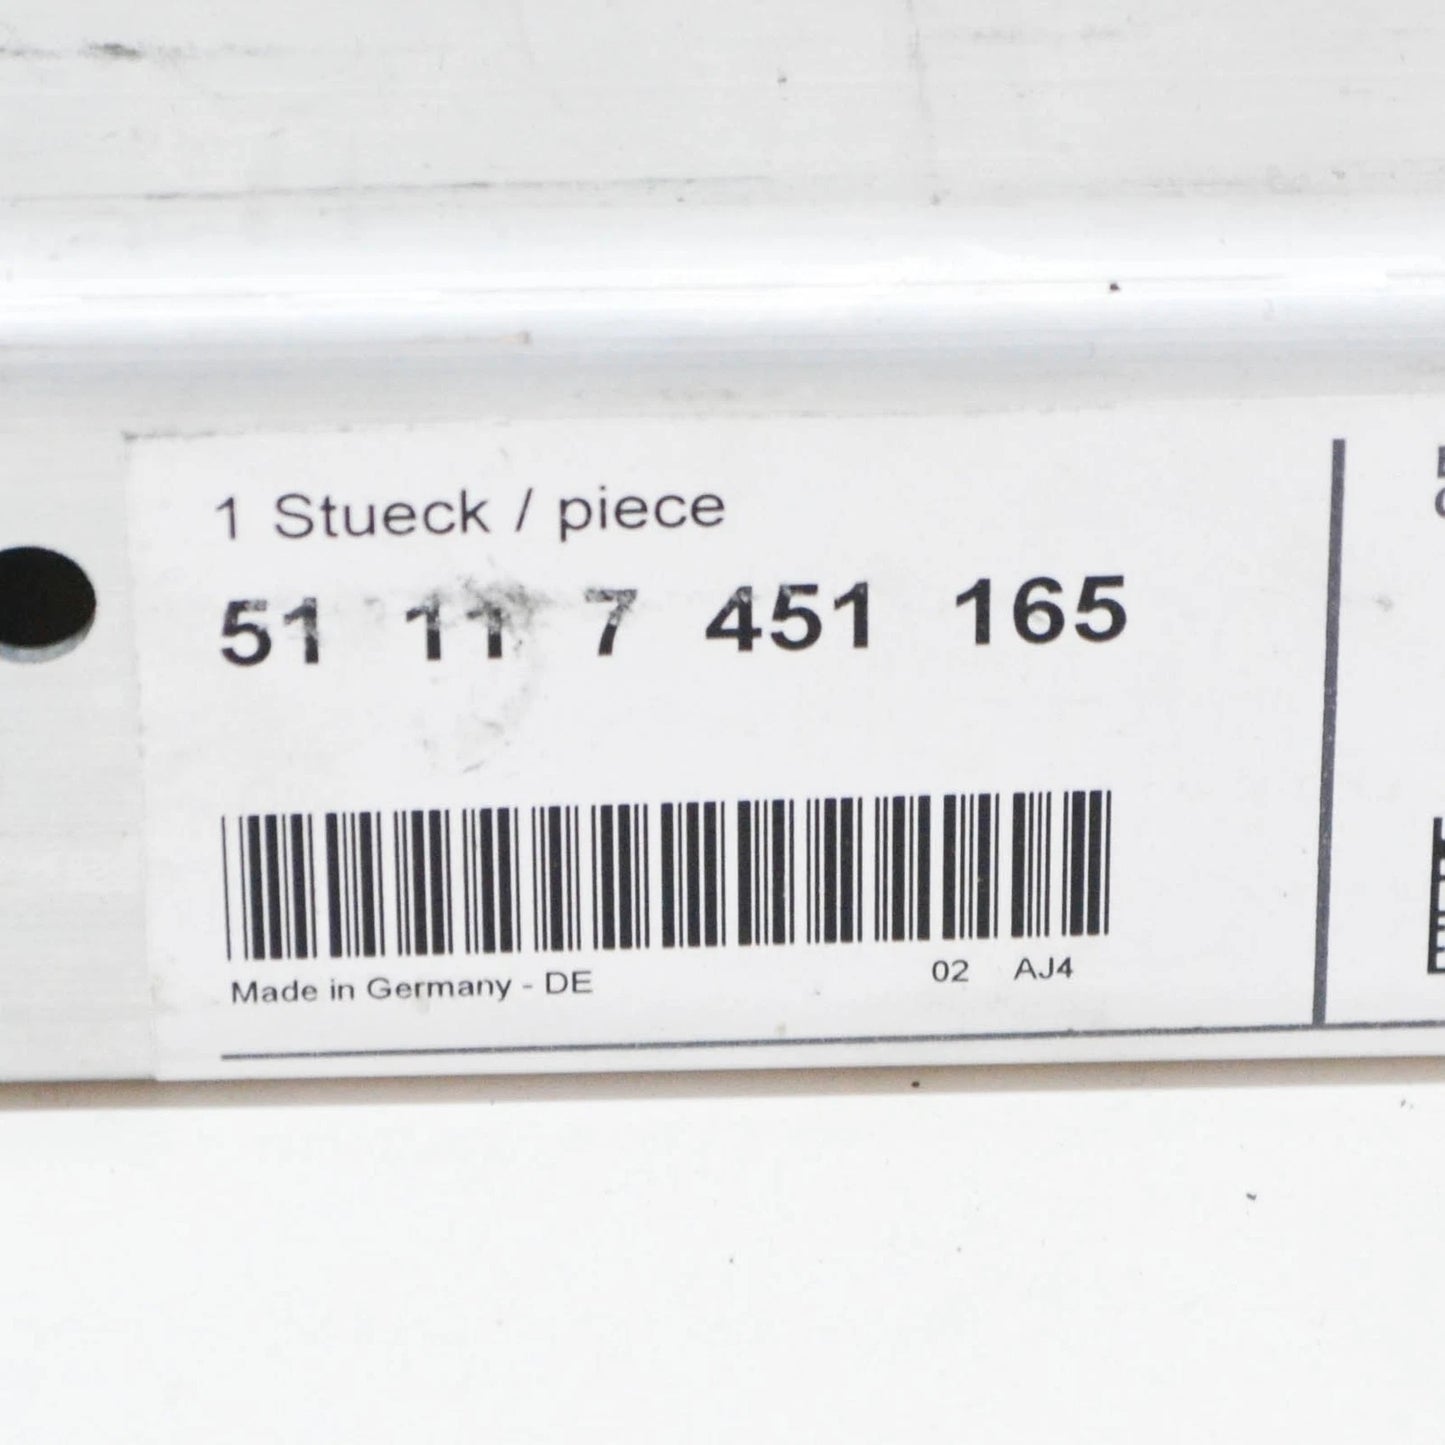 1 Stueck / piece
51 11 7 451 165
Made in Germany - DE 02 AJ4